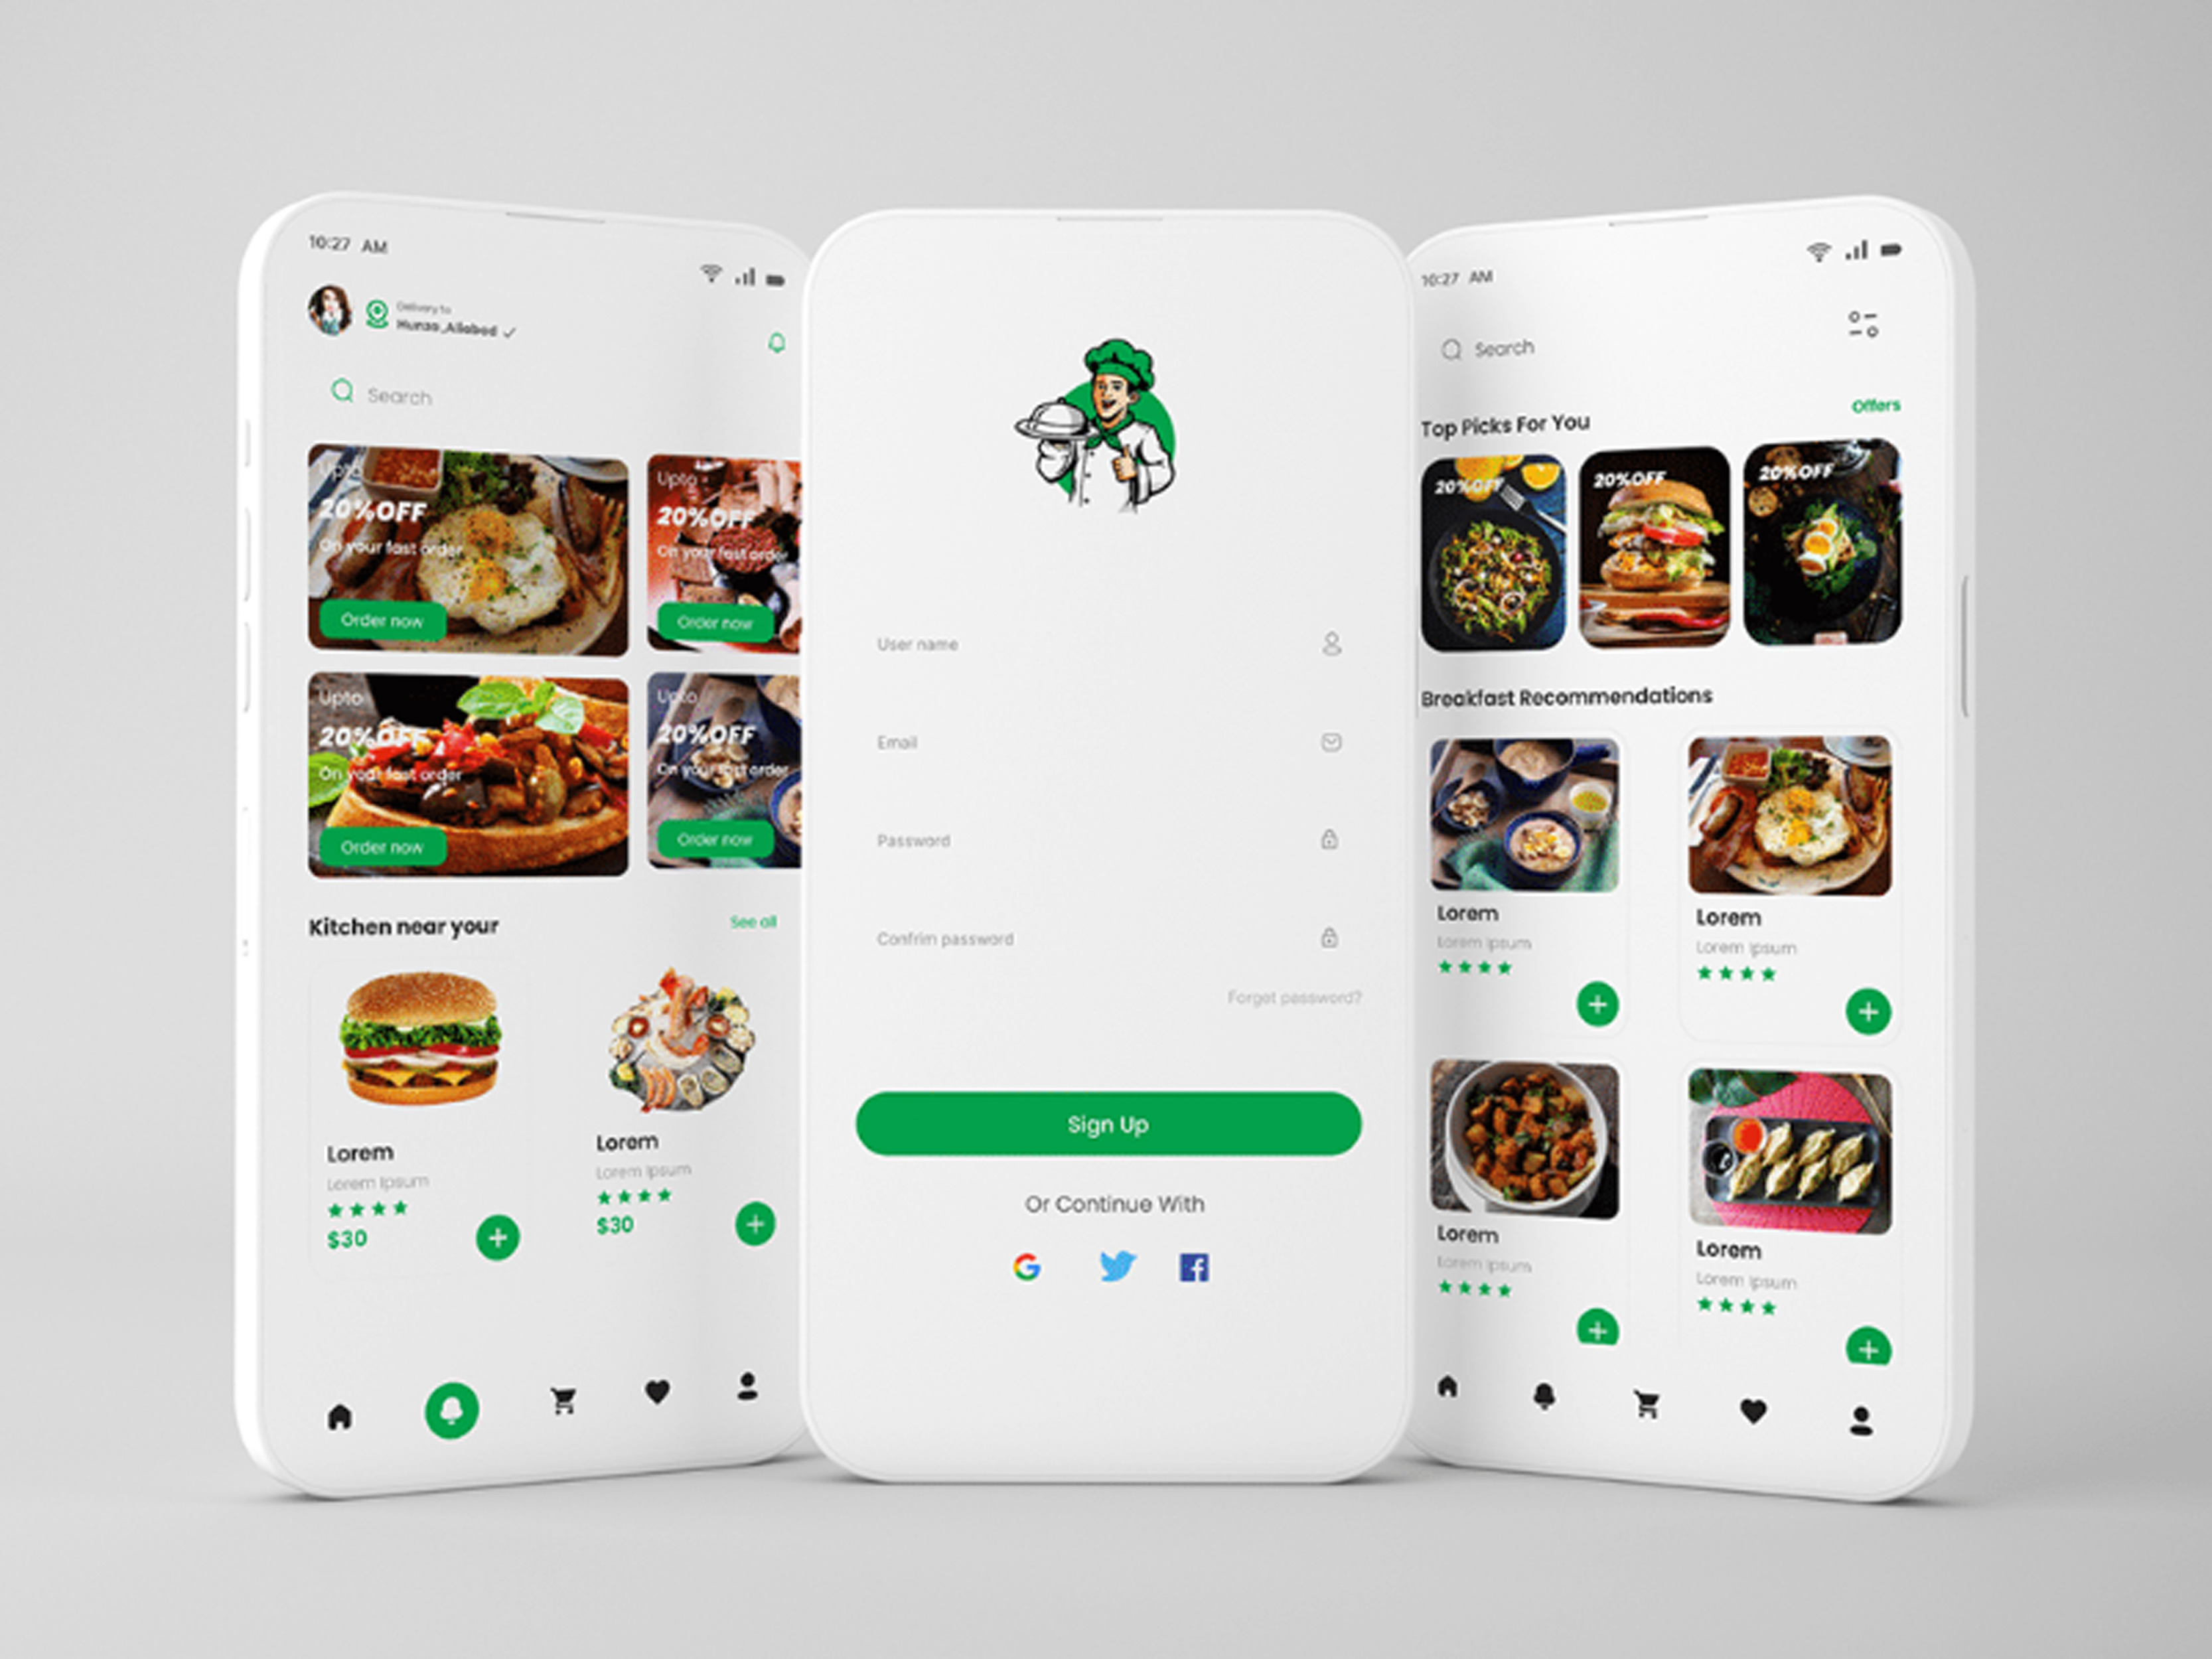 10:27 AM
Delivery to
Hunza ,Aliabad
Search
Upto
20%OFF
On your fast order
Order now
Upto
20%OFF
On your fast order
Order now
Upto
20%OFF
On your fast order
Order now
Upto
20%OFF
On your fast order
Order now
Kitchen near your
See all
Lorem
Lorem Ipsum
$30
Lorem
Lorem Ipsum
$30
User name
Email
Password
Confrim password
Forget password?
Sign Up
Or Continue With
10:27 AM
Search
Offers
Top Picks For You
20%OFF
20%OFF
20%OFF
Breakfast Recommendations
Lorem
Lorem Ipsum
Lorem
Lorem Ipsum
Lorem
Lorem Ipsum
Lorem
Lorem Ipsum